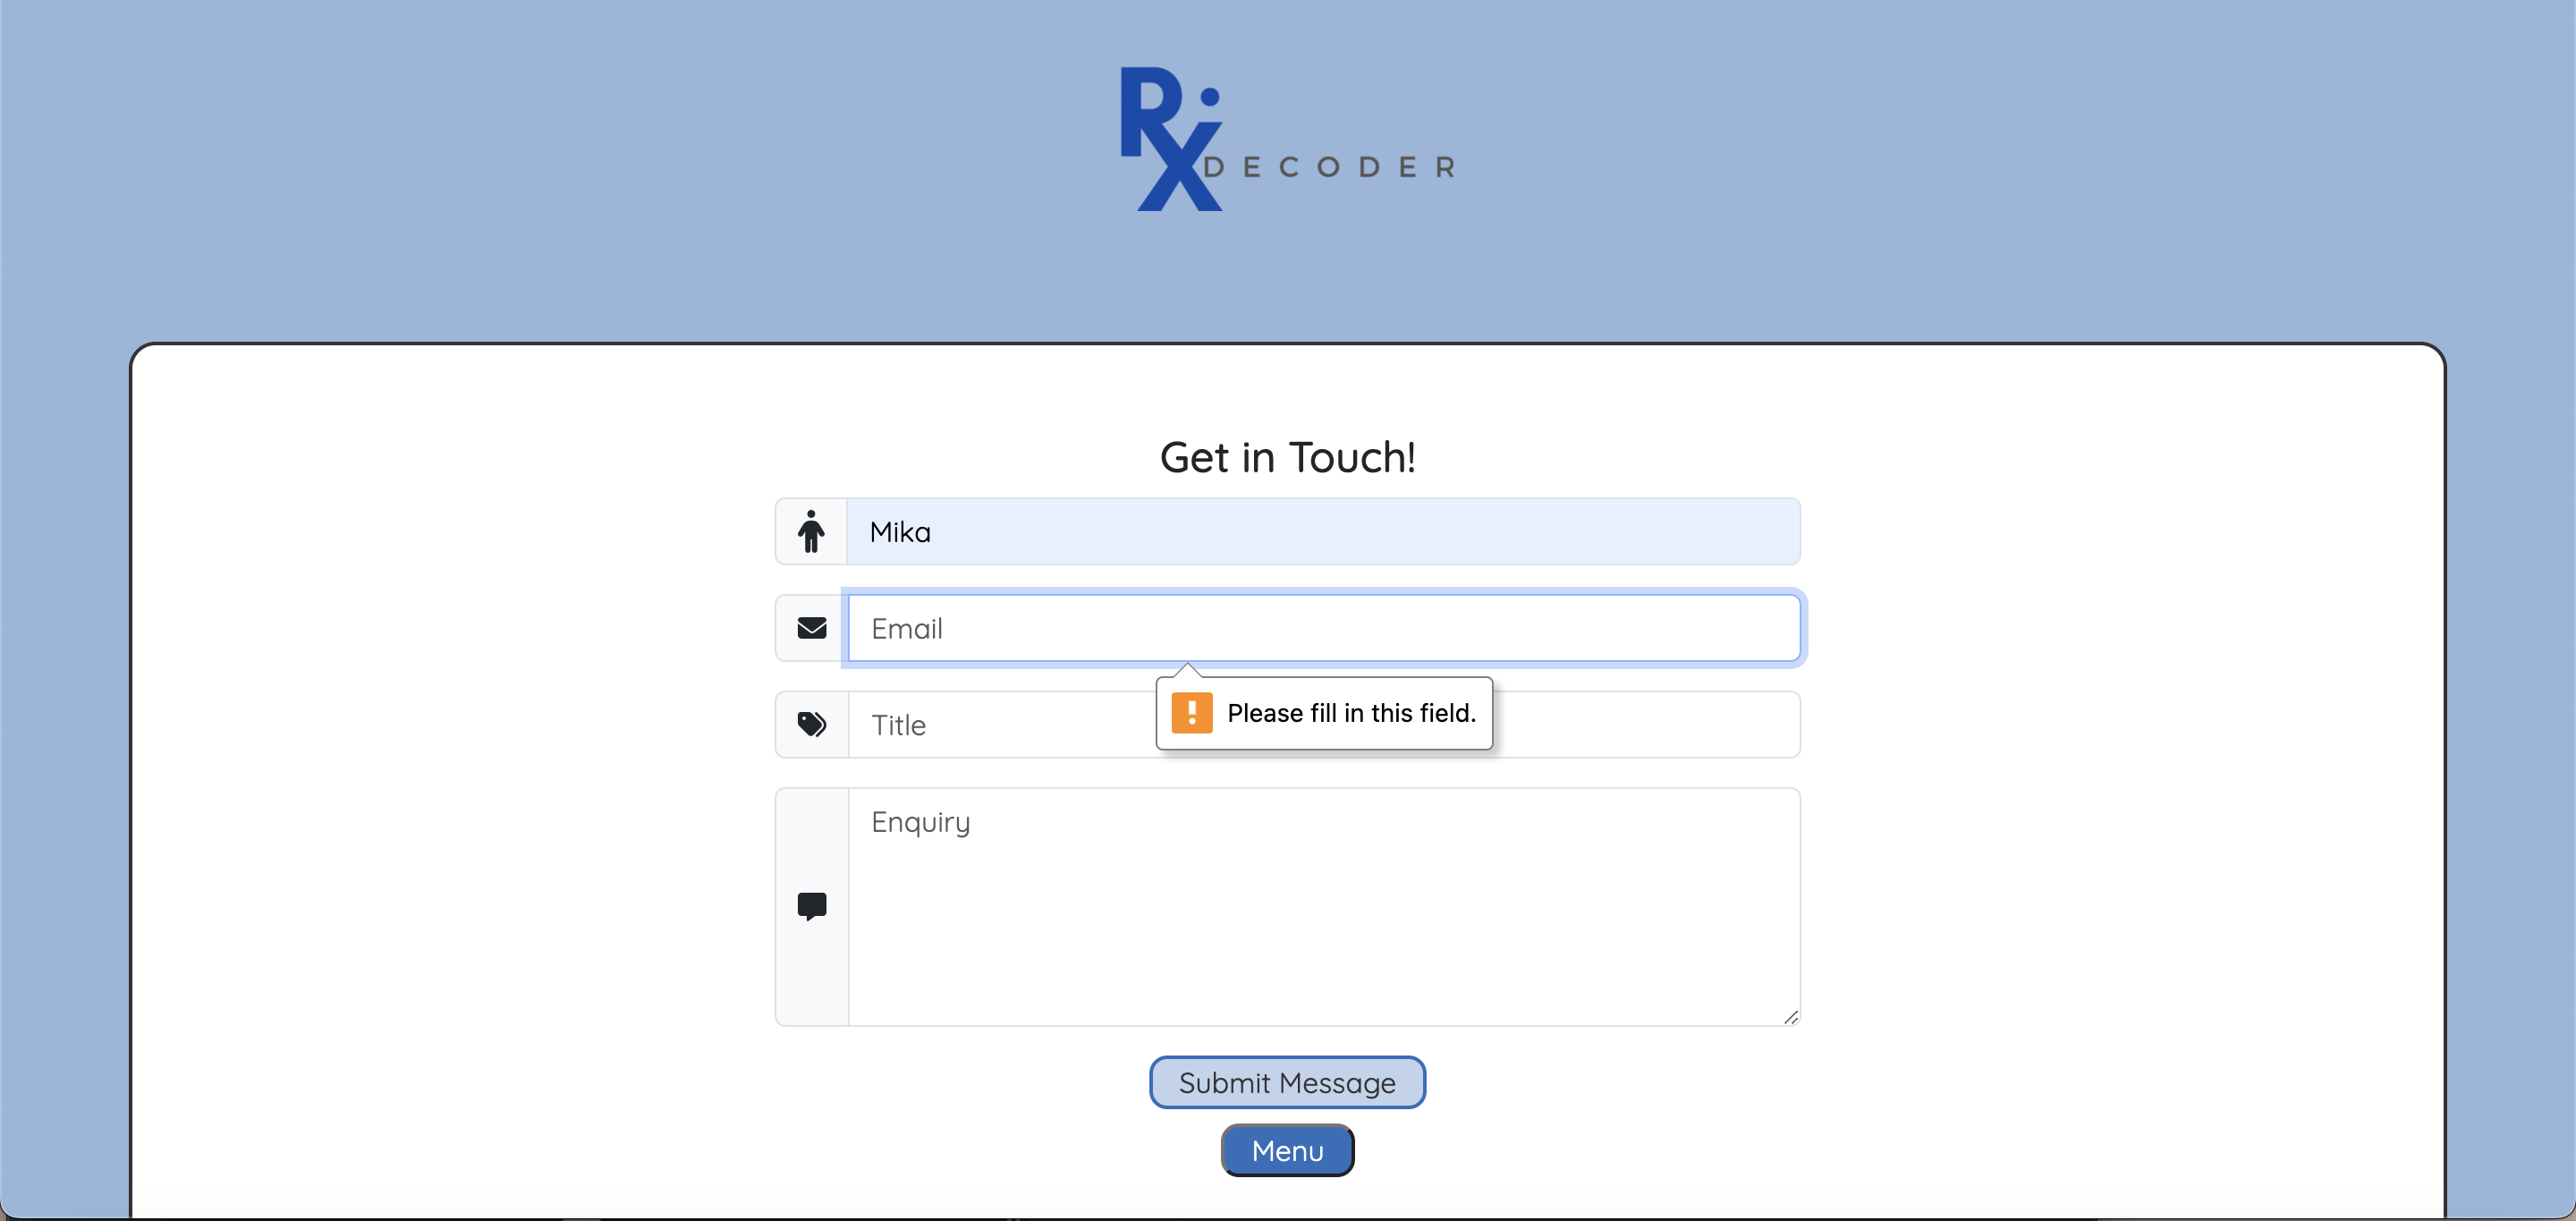 Rx
DECODER
Get in Touch!
Mika
Email
Please fill in this field.
Title
Enquiry
Submit Message
Menu